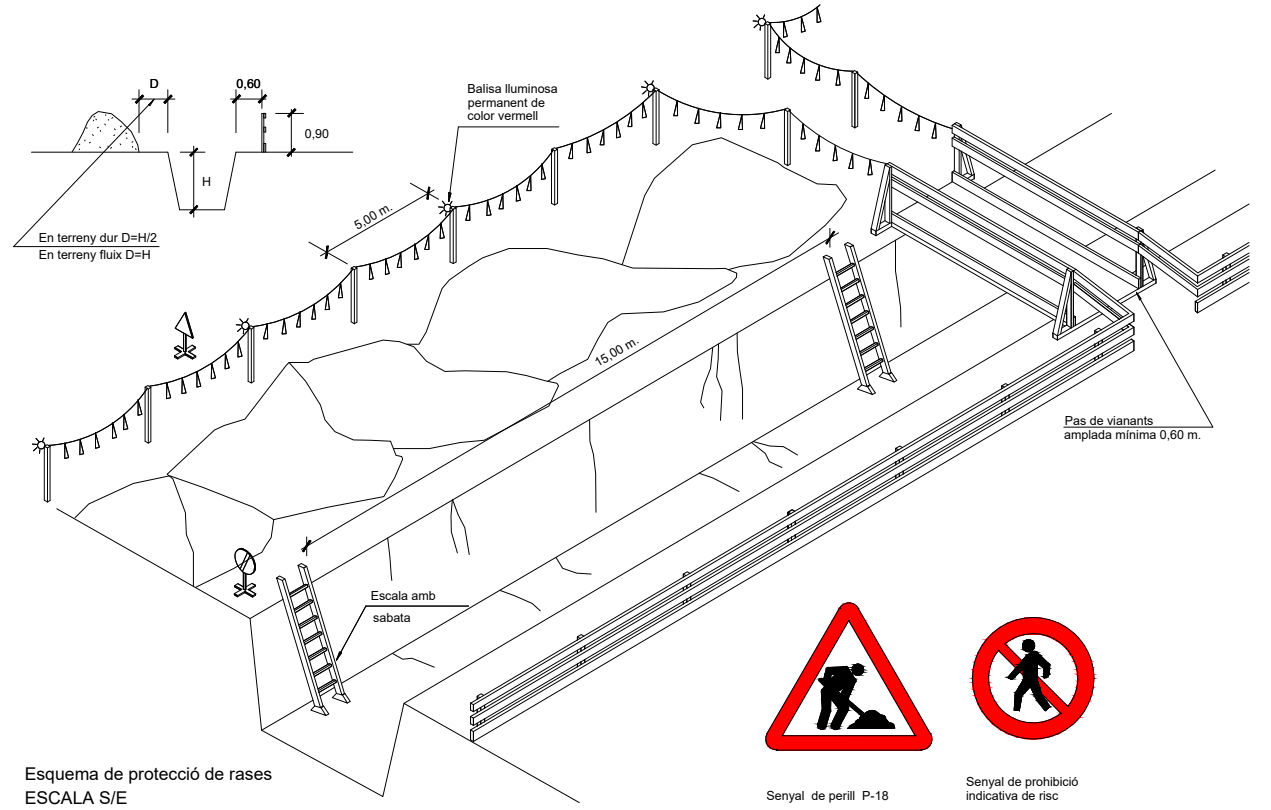 D
0,60
0,90
H
En terreny dur D=H/2
En terreny fluix D=H
Balisa lluminosa
permanent de
color vermell
5,00 m.
15,00 m.
Pas de vianants
amplada mínima 0,60 m.
Escala amb
sabata
Esquema de protecció de rases
ESCALA S/E
Senyal de perill P-18
Senyal de prohibició
indicativa de risc